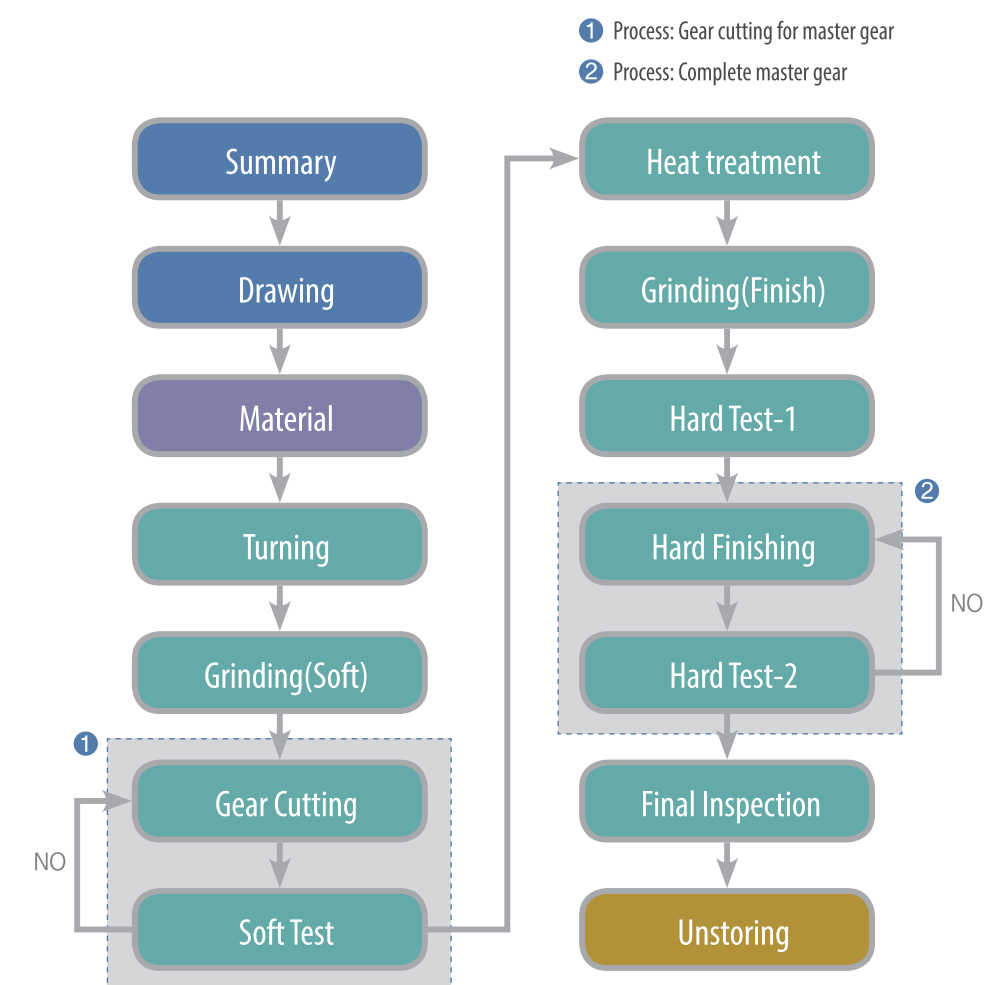 1 Process: Gear cutting for master gear
2 Process: Complete master gear
Summary
Drawing
Material
Turning
Grinding(Soft)
1
Gear Cutting
NO
Soft Test
Heat treatment
Grinding(Finish)
Hard Test-1
2
Hard Finishing
NO
Hard Test-2
Final Inspection
Unstoring